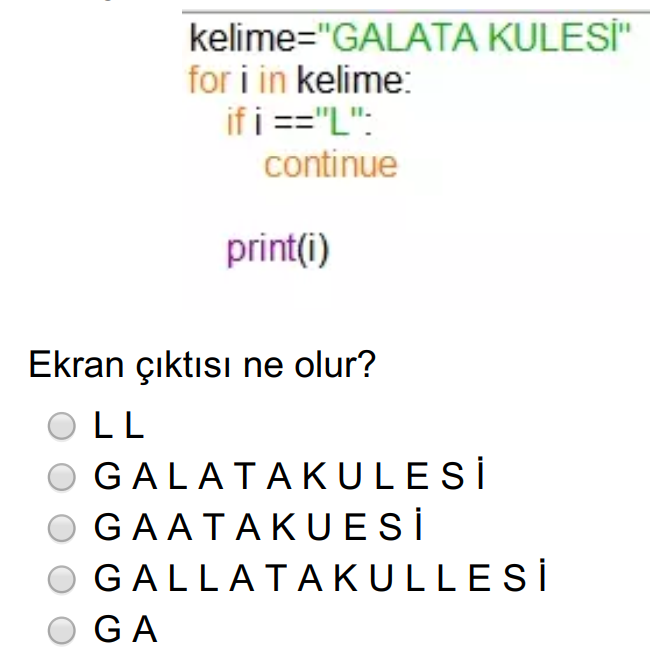 kelime="GALATA KULESİ"
for i in kelime:
if i =="L":
continue
print(i)
Ekran çıktısı ne olur?
L L
G A L A T A K U L E S İ
G A A T A K U E S İ
G A L L A T A K U L L E S İ
G A